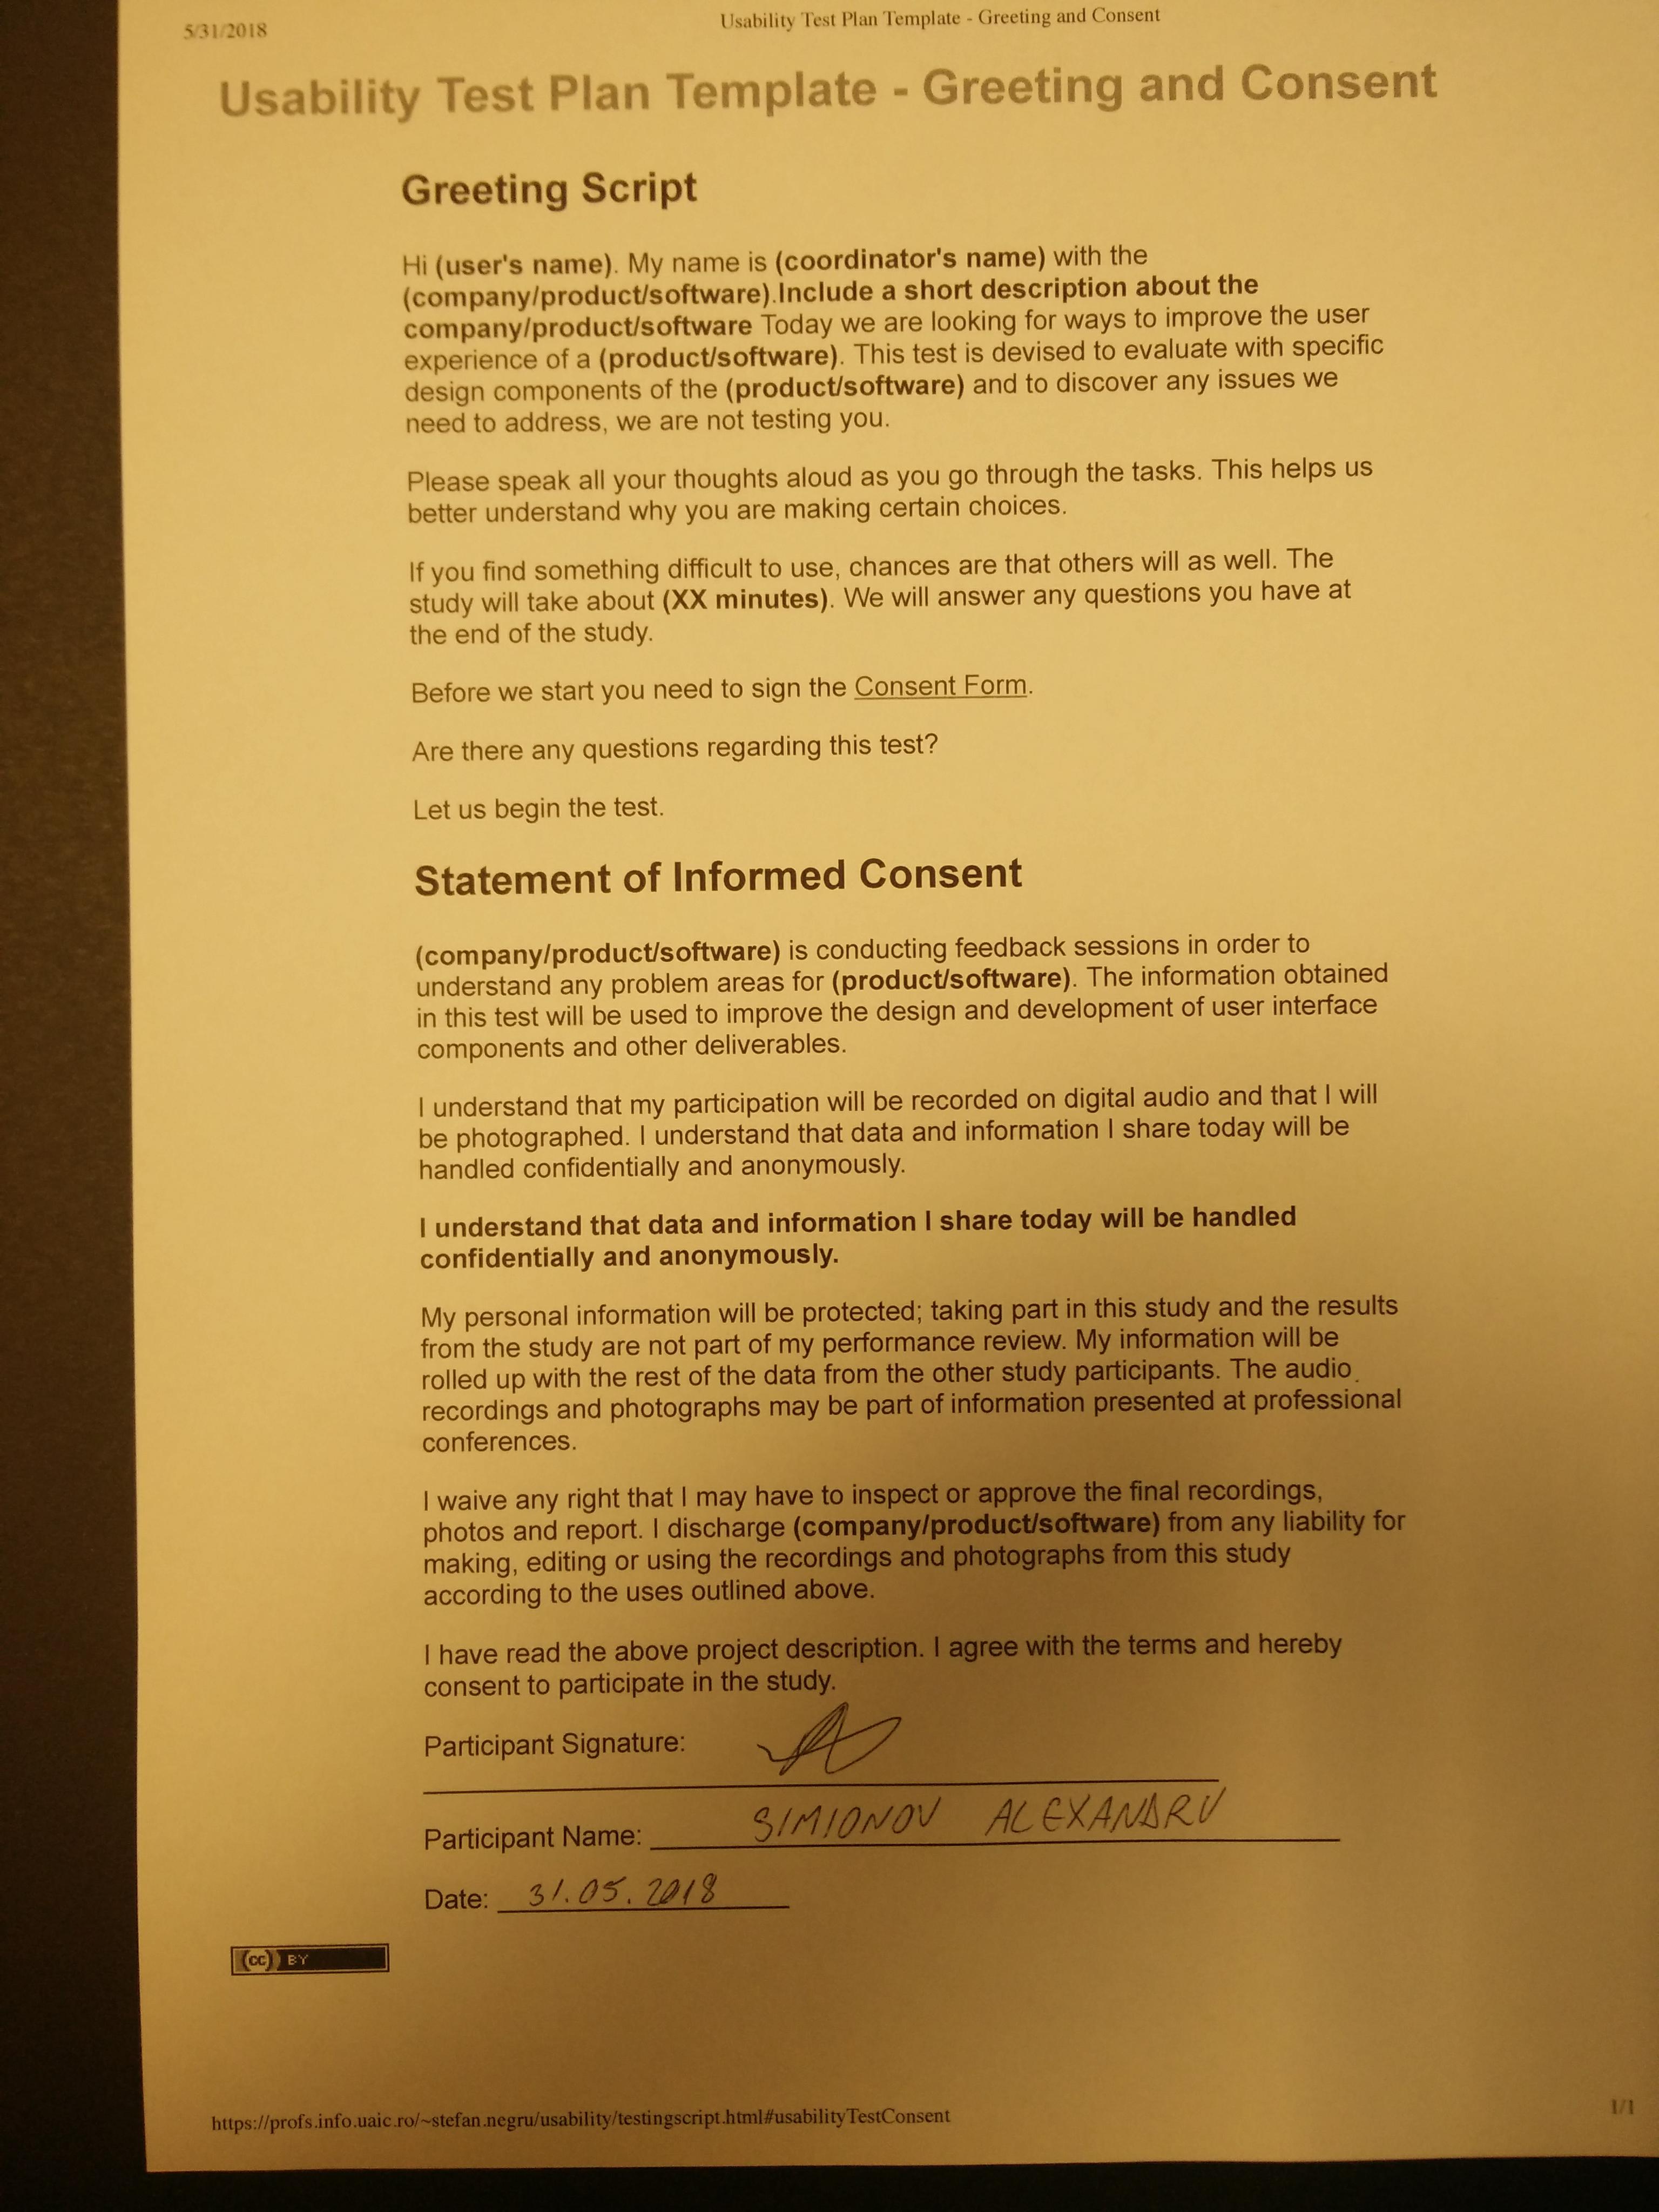 5/31/2018
Usability Test Plan Template - Greeting and Consent
Usability Test Plan Template - Greeting and Consent
Greeting Script
Hi (user's name). My name is (coordinator's name) with the
(company/product/software).Include a short description about the
company/product/software Today we are looking for ways to improve the user
experience of a (product/software). This test is devised to evaluate with specific
design components of the (product/software) and to discover any issues we
need to address, we are not testing you.
Please speak all your thoughts aloud as you go through the tasks. This helps us
better understand why you are making certain choices.
If you find something difficult to use, chances are that others will as well. The
study will take about (XX minutes). We will answer any questions you have at
the end of the study.
Before we start you need to sign the Consent Form.
Are there any questions regarding this test?
Let us begin the test.
Statement of Informed Consent
(company/product/software) is conducting feedback sessions in order to
understand any problem areas for (product/software). The information obtained
in this test will be used to improve the design and development of user interface
components and other deliverables.
I understand that my participation will be recorded on digital audio and that I will
be photographed. I understand that data and information I share today will be
handled confidentially and anonymously.
I understand that data and information I share today will be handled
confidentially and anonymously.
My personal information will be protected; taking part in this study and the results
from the study are not part of my performance review. My information will be
rolled up with the rest of the data from the other study participants. The audio
recordings and photographs may be part of information presented at professional
conferences.
I waive any right that I may have to inspect or approve the final recordings,
photos and report. I discharge (company/product/software) from any liability for
making, editing or using the recordings and photographs from this study
according to the uses outlined above.
I have read the above project description. I agree with the terms and hereby
consent to participate in the study.
Participant Signature:
Participant Name: SIMIONOV ALEXANDRU
Date: 31.05.2018
(cc) BY
https://profs.info.uaic.ro/~stefan.negru/usability/testingscript.html#usabilityTestConsent
1/1